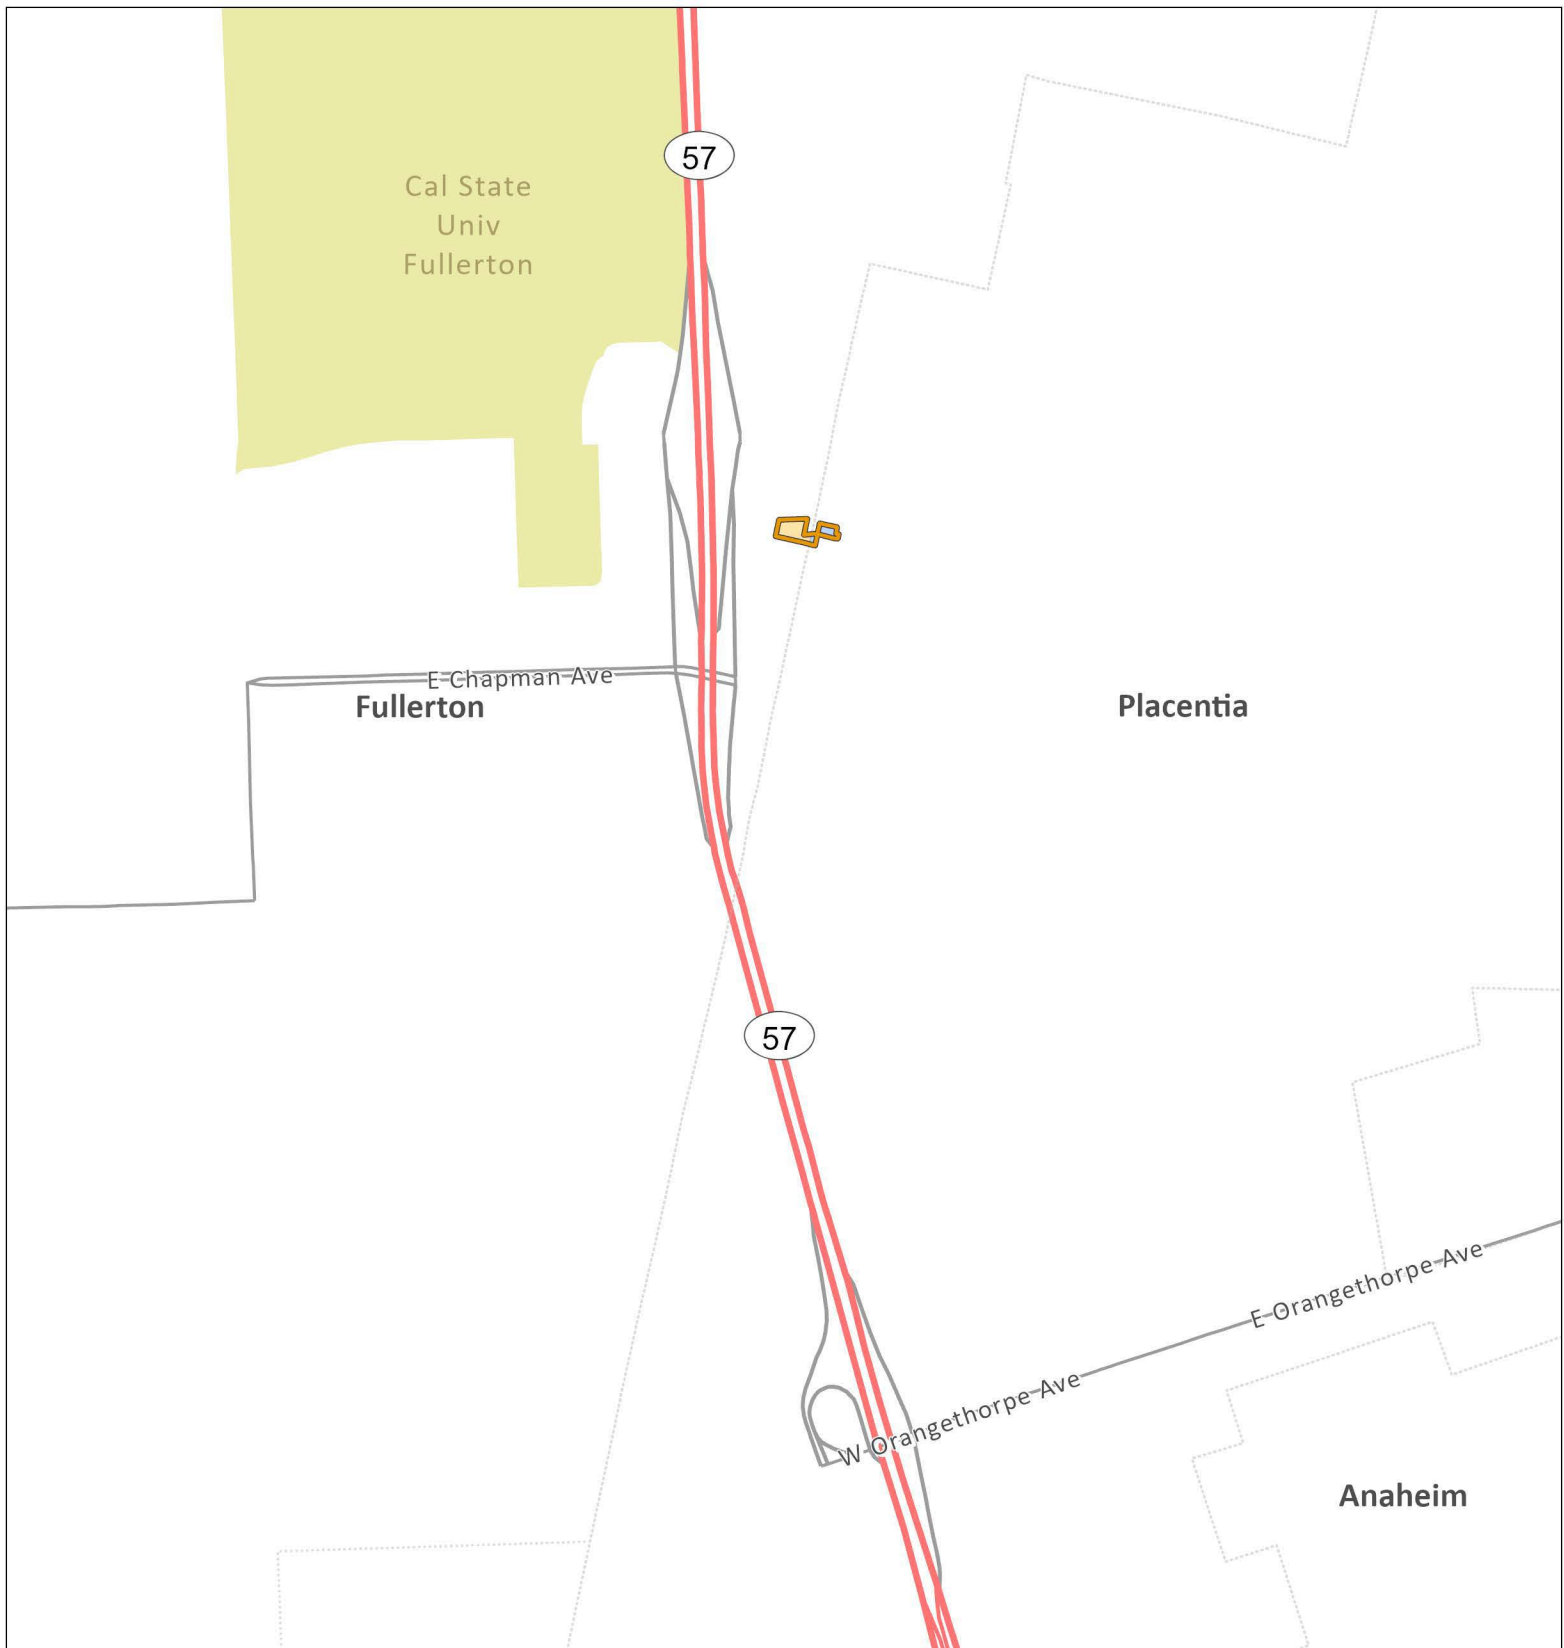 57
Cal State
Univ
Fullerton
E Chapman Ave
Fullerton
Placentia
57
E Orangethorpe Ave
W Orangethorpe Ave
Anaheim